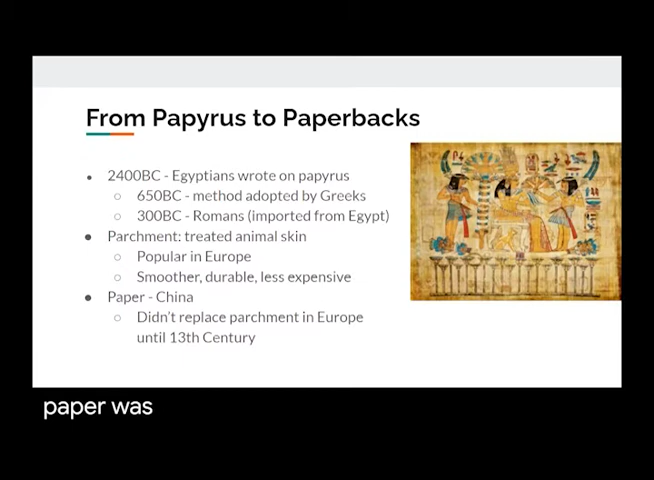 From Papyrus to Paperbacks
● 2400BC - Egyptians wrote on papyrus
○ 650BC - method adopted by Greeks
○ 300BC - Romans (imported from Egypt)
● Parchment: treated animal skin
○ Popular in Europe
○ Smoother, durable, less expensive
● Paper - China
○ Didn't replace parchment in Europe
until 13th Century
paper was